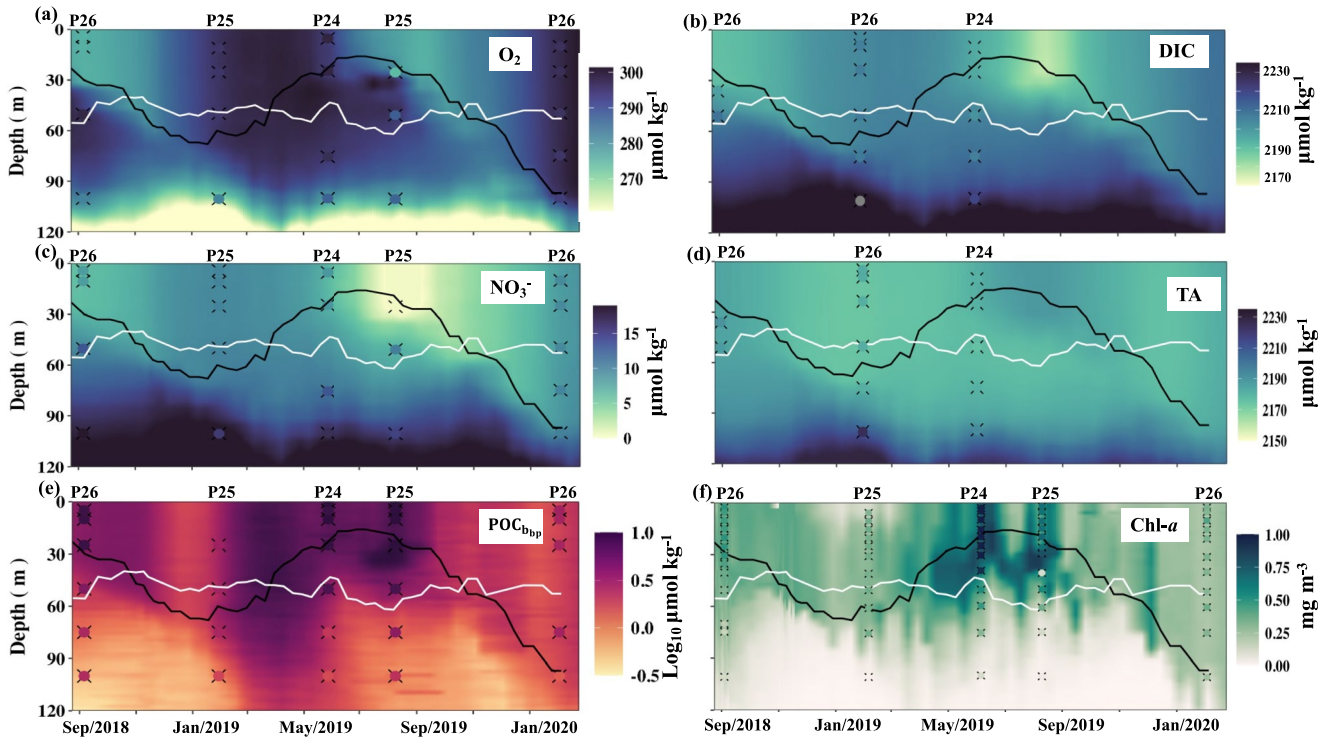 (a) P26 P25 P24 P25 P26
0
30
60
90
120
Depth ( m )
O₂
300
290
280
270
µmol kg⁻¹
(b) P26 P26 P24
DIC
2230
2210
2190
2170
µmol kg⁻¹
(c) P26 P25 P24 P25 P26
0
30
60
90
120
Depth ( m )
NO₃⁻
15
10
5
0
µmol kg⁻¹
(d) P26 P26 P24
TA
2230
2210
2190
2170
2150
µmol kg⁻¹
(e) P26 P25 P24 P25 P26
0
30
60
90
120
Depth ( m )
POC_bbp
1.0
0.5
0.0
-0.5
Log₁₀ µmol kg⁻¹
Sep/2018 Jan/2019 May/2019 Sep/2019 Jan/2020
(f) P26 P25 P24 P25 P26
Chl-a
1.00
0.75
0.50
0.25
0.00
mg m⁻³
Sep/2018 Jan/2019 May/2019 Sep/2019 Jan/2020